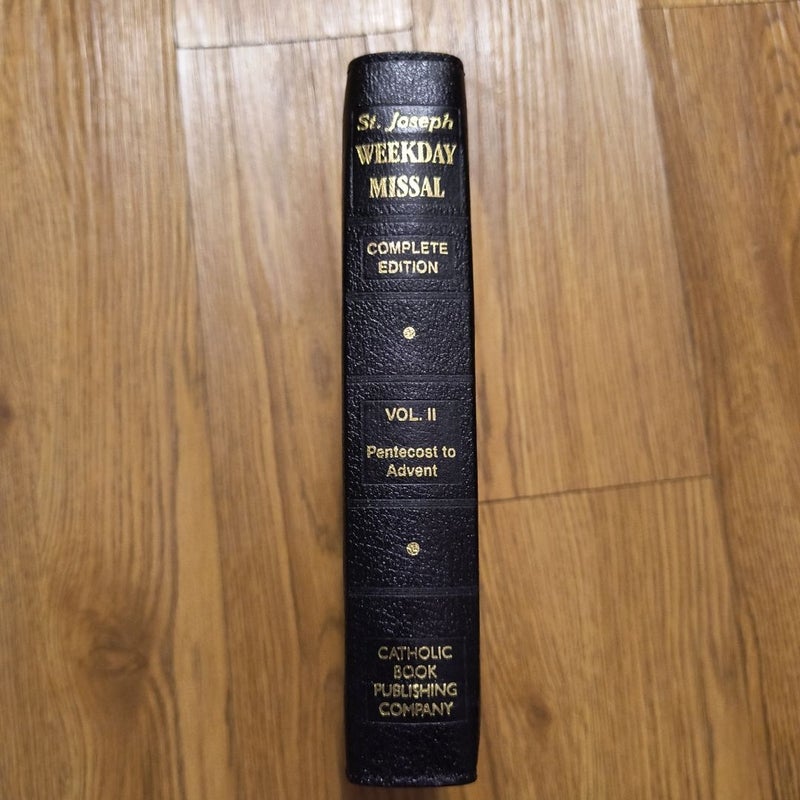 St. Joseph
WEEKDAY
MISSAL
COMPLETE
EDITION
VOL. II
Pentecost to
Advent
CATHOLIC
BOOK
PUBLISHING
COMPANY